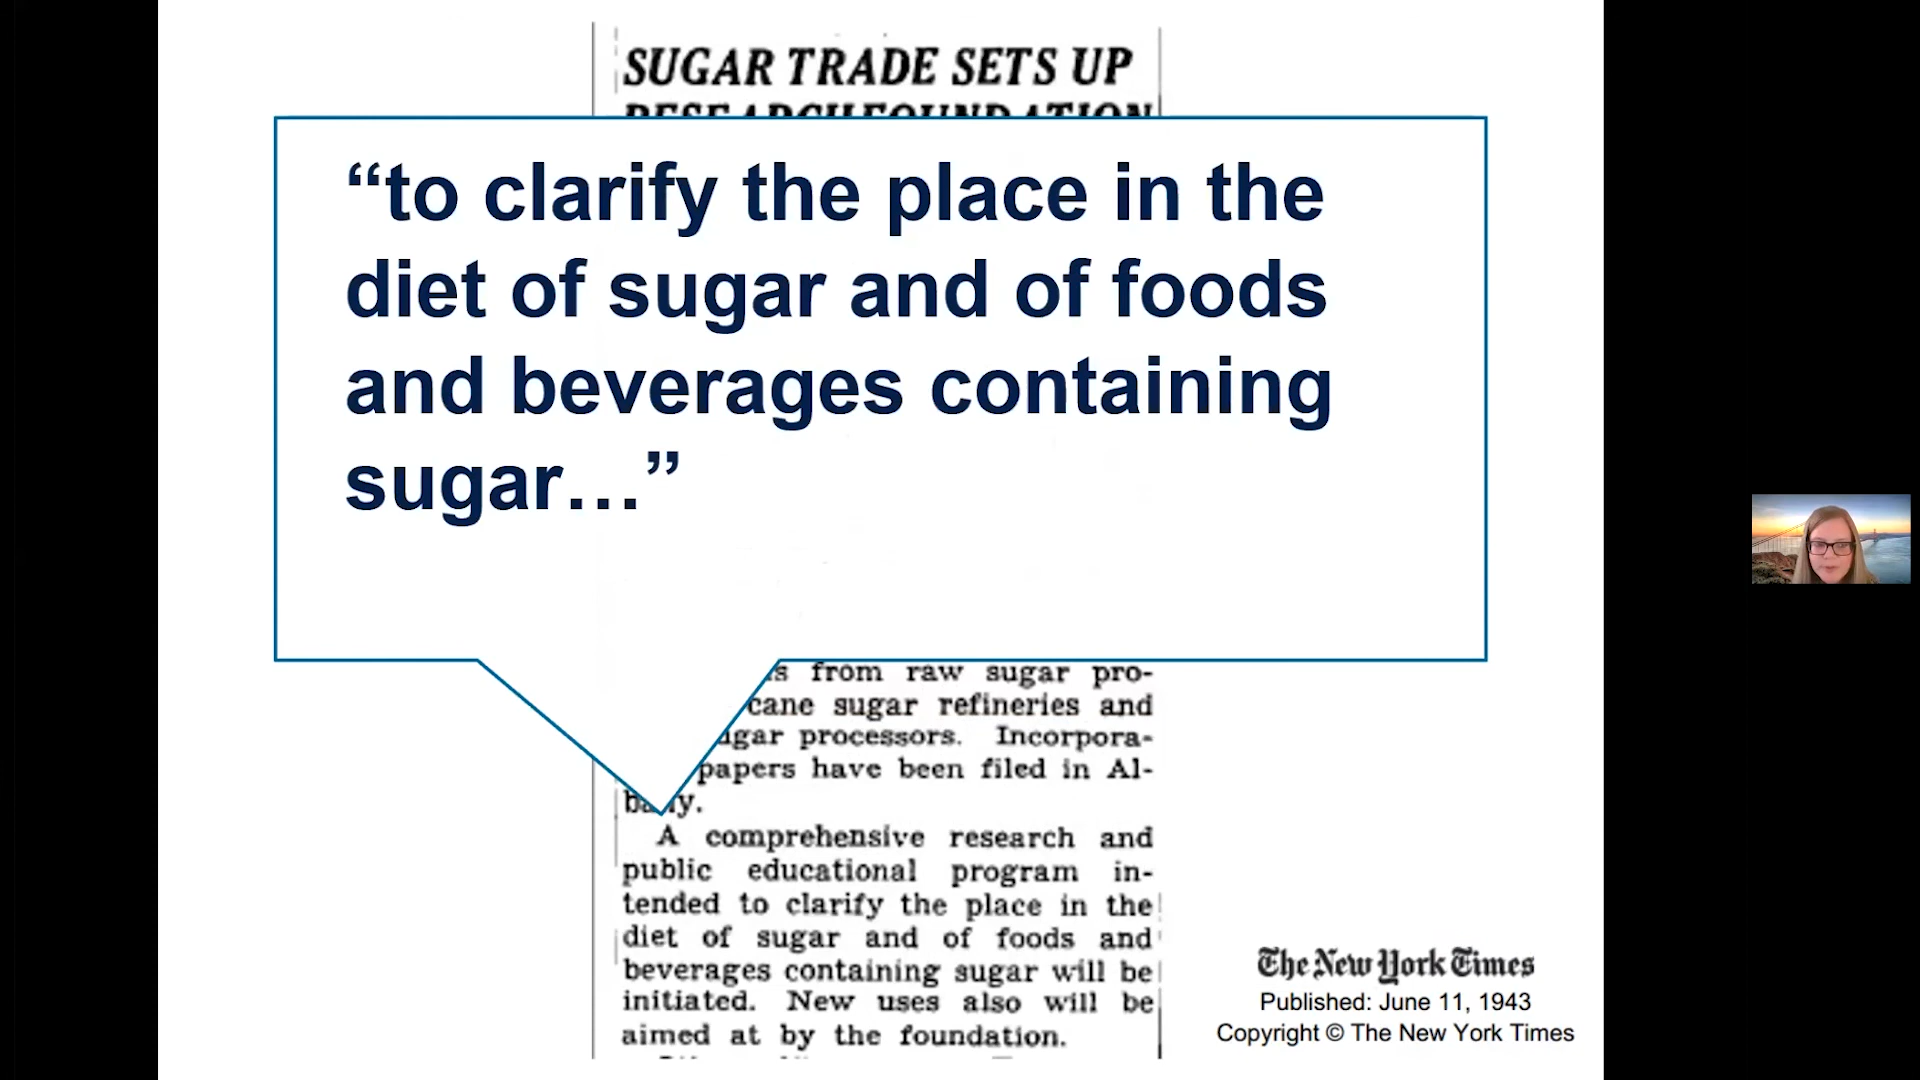 SUGAR TRADE SETS UP
RESEARCH FOUNDATION
“to clarify the place in the
diet of sugar and of foods
and beverages containing
sugar…”
from raw sugar pro-
cane sugar refineries and
processors. Incorpora-
papers have been filed in Al-
A comprehensive research and
public educational program in-
tended to clarify the place in the
diet of sugar and of foods and
beverages containing sugar will be
initiated. New uses also will be
aimed at by the foundation.
The New York Times
Published: June 11, 1943
Copyright © The New York Times